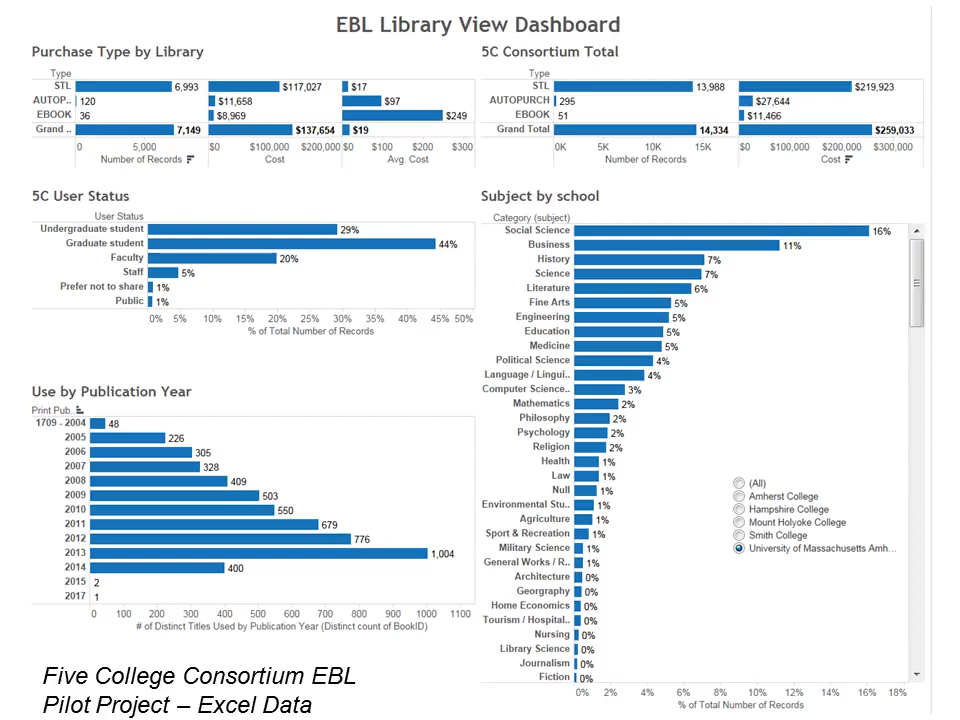 EBL Library View Dashboard
Purchase Type by Library
Type
STL 6,993 $117,027 $17
AUTOP.. 120 $11,658 $97
EBOOK 36 $8,969 $249
Grand .. 7,149 $137,654 $19
0 5,000 $0 $100,000 $200,000 $0 $100 $200 $300
Number of Records Cost Avg. Cost
5C Consortium Total
Type
STL 13,988 $219,923
AUTOPURCH 295 $27,644
EBOOK 51 $11,466
Grand Total 14,334 $259,033
0K 5K 10K 15K $0 $100,000 $200,000 $300,000
Number of Records Cost
5C User Status
User Status
Undergraduate student 29%
Graduate student 44%
Faculty 20%
Staff 5%
Prefer not to share 1%
Public 1%
0% 5% 10% 15% 20% 25% 30% 35% 40% 45% 50%
% of Total Number of Records
Use by Publication Year
Print Pub..
1709 - 2004 48
2005 226
2006 305
2007 328
2008 409
2009 503
2010 550
2011 679
2012 776
2013 1,004
2014 400
2015 2
2017 1
0 100 200 300 400 500 600 700 800 900 1000 1100
# of Distinct Titles Used by Publication Year (Distinct count of BookID)
Subject by school
Category (subject)
Social Science 16%
Business 11%
History 7%
Science 7%
Literature 6%
Fine Arts 5%
Engineering 5%
Education 5%
Medicine 5%
Political Science 4%
Language / Lingui.. 4%
Computer Science.. 3%
Mathematics 2%
Philosophy 2%
Psychology 2%
Religion 2%
Health 1%
Law 1%
Null 1%
Environmental Stu.. 1%
Agriculture 1%
Sport & Recreation 1%
Military Science 1%
General Works / R.. 1%
Architecture 0%
Georgraphy 0%
Home Economics 0%
Tourism / Hospital.. 0%
Nursing 0%
Library Science 0%
Journalism 0%
Fiction 0%
0% 2% 4% 6% 8% 10% 12% 14% 16% 18%
% of Total Number of Records
(All)
Amherst College
Hampshire College
Mount Holyoke College
Smith College
University of Massachusetts Amh...
Five College Consortium EBL
Pilot Project – Excel Data